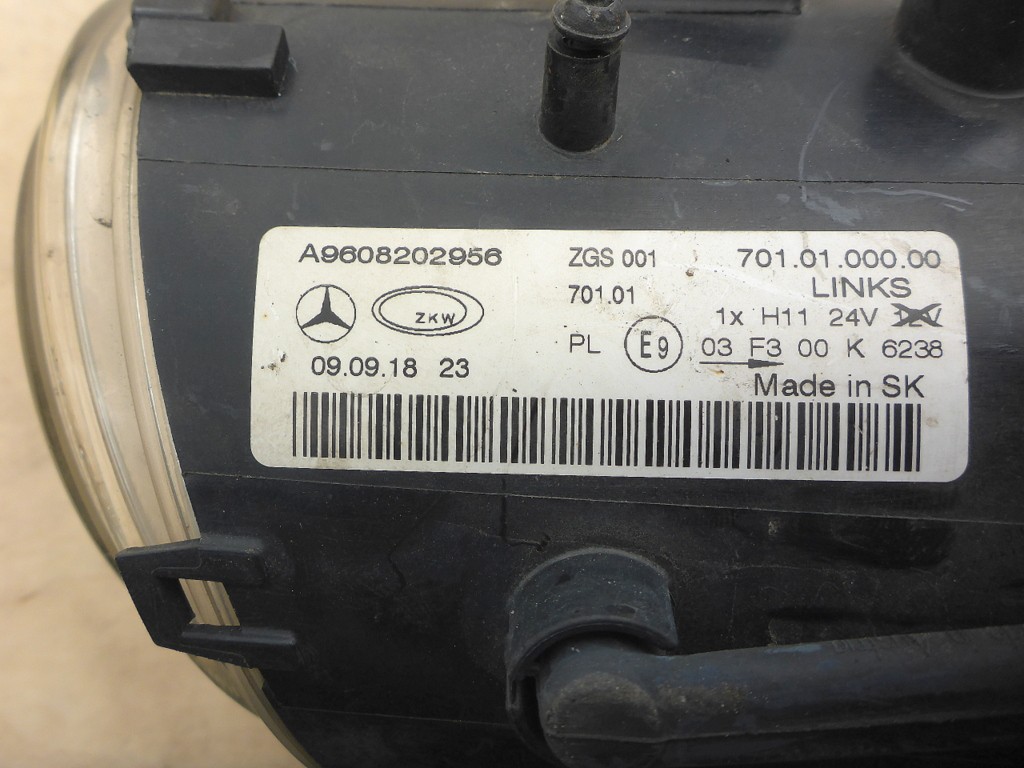 A9608202956 ZGS 001 701.01.000.00
701.01 LINKS
ZKW
1x H11 24V 12V
PL E9 03 F3 00 K 6238
09.09.18 23
Made in SK